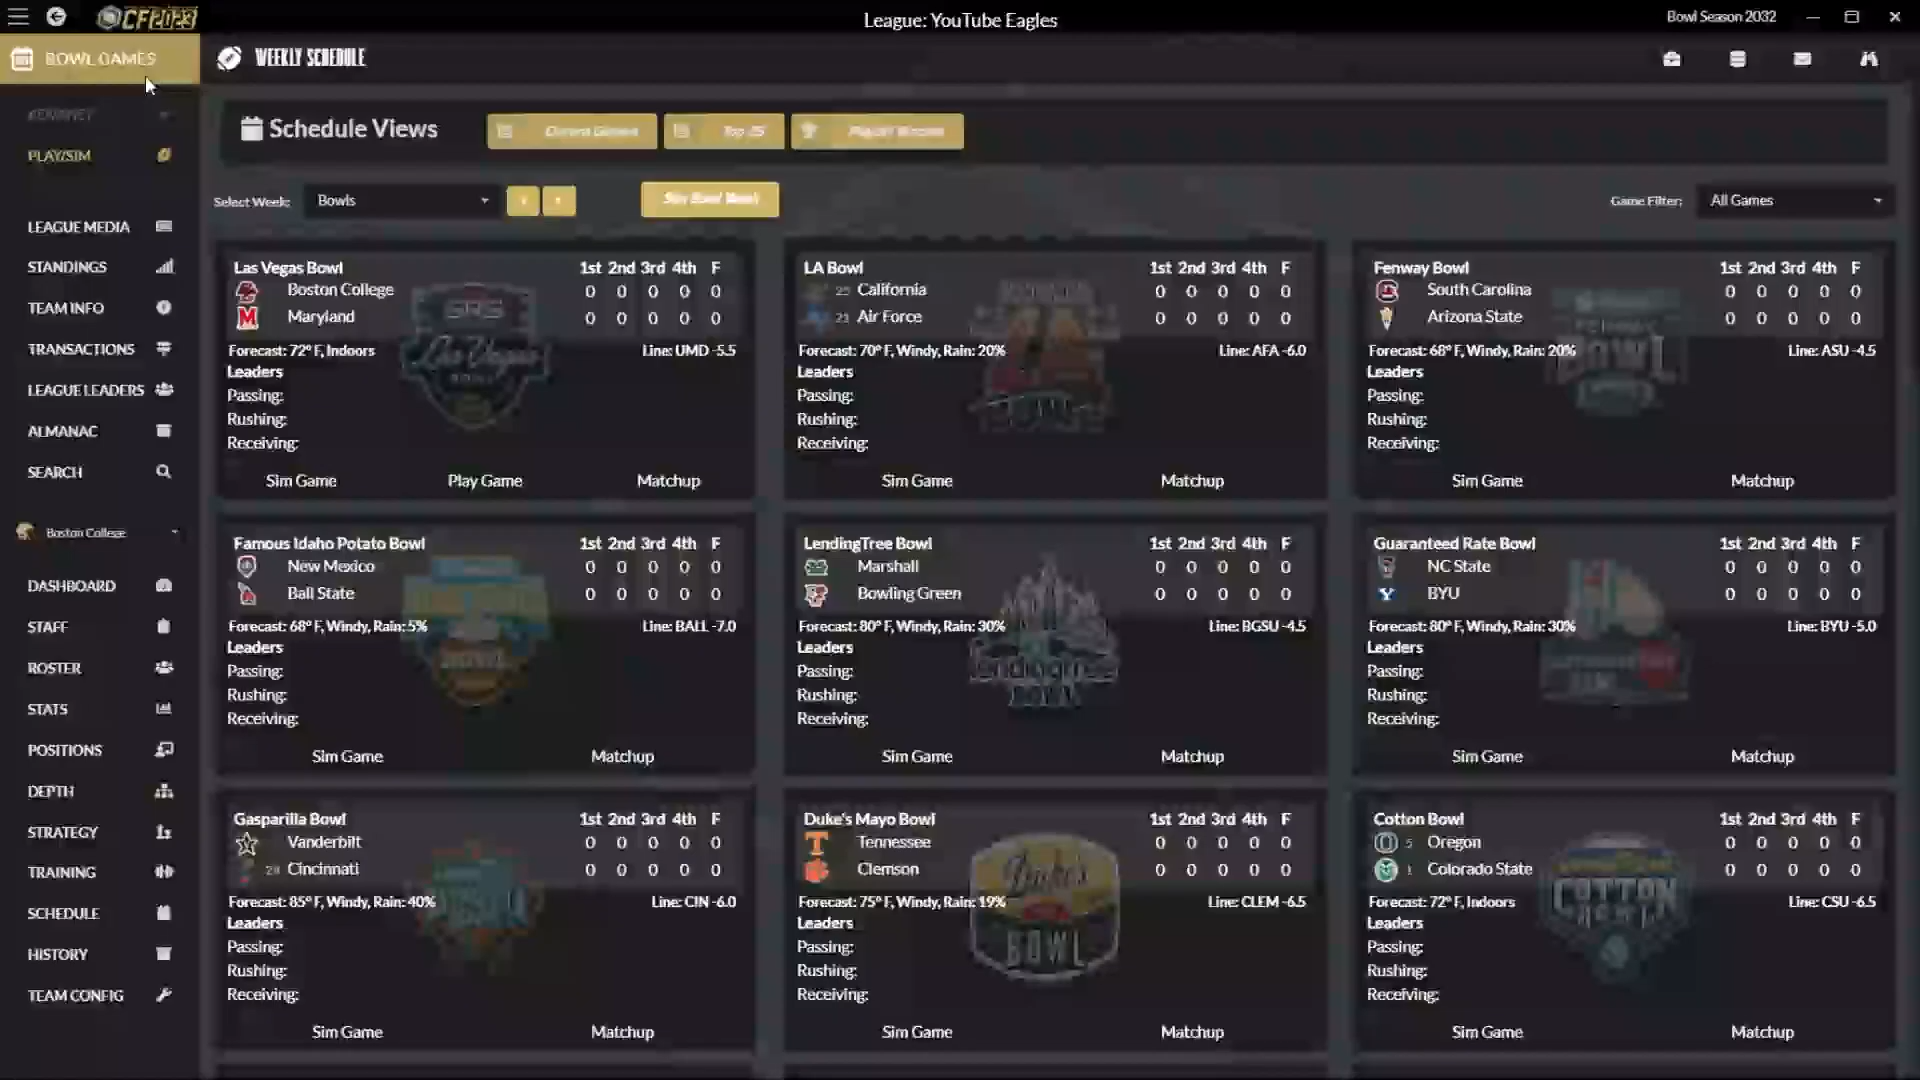 CF2023
League: YouTube Eagles
Bowl Season 2032
BOWL GAMES
WEEKLY SCHEDULE
PLAY/SIM
LEAGUE MEDIA
STANDINGS
TEAM INFO
TRANSACTIONS
LEAGUE LEADERS
ALMANAC
SEARCH
Boston College
DASHBOARD
STAFF
ROSTER
STATS
POSITIONS
DEPTH
STRATEGY
TRAINING
SCHEDULE
HISTORY
TEAM CONFIG
Schedule Views
Top 25
Select Week: Bowls
Game Filter: All Games
Las Vegas Bowl 1st 2nd 3rd 4th F
Boston College 0 0 0 0 0
Maryland 0 0 0 0 0
Forecast: 72° F, Indoors Line: UMD -5.5
Leaders
Passing:
Rushing:
Receiving:
Sim Game Play Game Matchup
LA Bowl 1st 2nd 3rd 4th F
California 0 0 0 0 0
21 Air Force 0 0 0 0 0
Forecast: 70° F, Windy, Rain: 20% Line: AFA -6.0
Leaders
Passing:
Rushing:
Receiving:
Sim Game Matchup
Fenway Bowl 1st 2nd 3rd 4th F
South Carolina 0 0 0 0 0
Arizona State 0 0 0 0 0
Forecast: 68° F, Windy, Rain: 20% Line: ASU -4.5
Leaders
Passing:
Rushing:
Receiving:
Sim Game Matchup
Famous Idaho Potato Bowl 1st 2nd 3rd 4th F
New Mexico 0 0 0 0 0
Ball State 0 0 0 0 0
Forecast: 68° F, Windy, Rain: 5% Line: BALL -7.0
Leaders
Passing:
Rushing:
Receiving:
Sim Game Matchup
LendingTree Bowl 1st 2nd 3rd 4th F
Marshall 0 0 0 0 0
Bowling Green 0 0 0 0 0
Forecast: 80° F, Windy, Rain: 30% Line: BGSU -4.5
Leaders
Passing:
Rushing:
Receiving:
Sim Game Matchup
Guaranteed Rate Bowl 1st 2nd 3rd 4th F
NC State 0 0 0 0 0
BYU 0 0 0 0 0
Forecast: 80° F, Windy, Rain: 30% Line: BYU -5.0
Leaders
Passing:
Rushing:
Receiving:
Sim Game Matchup
Gasparilla Bowl 1st 2nd 3rd 4th F
Vanderbilt 0 0 0 0 0
Cincinnati 0 0 0 0 0
Forecast: 85° F, Windy, Rain: 40% Line: CIN -6.0
Leaders
Passing:
Rushing:
Receiving:
Sim Game Matchup
Duke's Mayo Bowl 1st 2nd 3rd 4th F
Tennessee 0 0 0 0 0
Clemson 0 0 0 0 0
Forecast: 75° F, Windy, Rain: 19% Line: CLEM -6.5
Leaders
Passing:
Rushing:
Receiving:
Sim Game Matchup
Cotton Bowl 1st 2nd 3rd 4th F
5 Oregon 0 0 0 0 0
1 Colorado State 0 0 0 0 0
Forecast: 72° F, Indoors Line: CSU -6.5
Leaders
Passing:
Rushing:
Receiving:
Sim Game Matchup